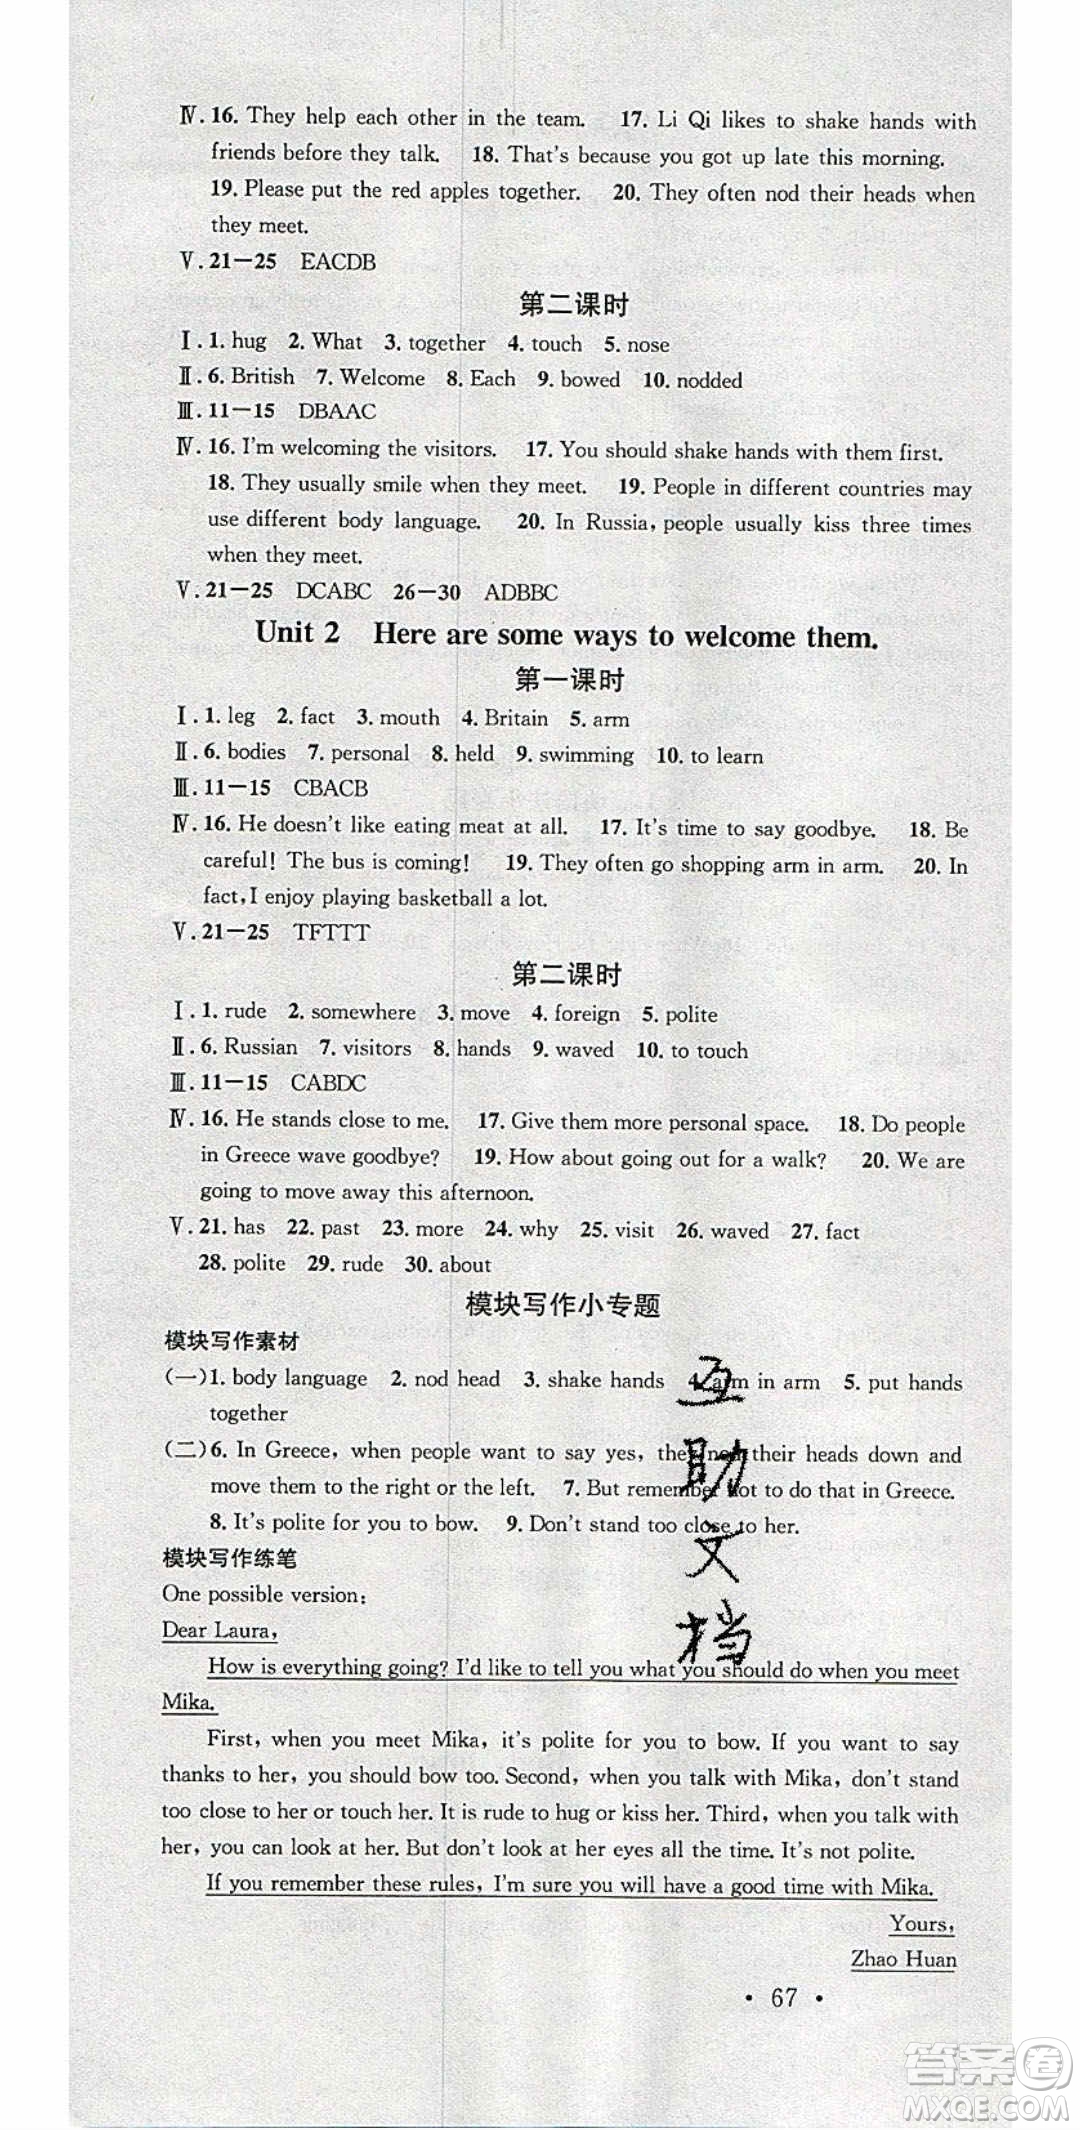 Ⅳ. 16. They help each other in the team. 17. Li Qi likes to shake hands with
friends before they talk. 18. That's because you got up late this morning.
19. Please put the red apples together. 20. They often nod their heads when
they meet.
Ⅴ. 21—25 EACDB
第二课时
Ⅰ. 1. hug 2. What 3. together 4. touch 5. nose
Ⅱ. 6. British 7. Welcome 8. Each 9. bowed 10. nodded
Ⅲ. 11—15 DBAAC
Ⅳ. 16. I'm welcoming the visitors. 17. You should shake hands with them first.
18. They usually smile when they meet. 19. People in different countries may
use different body language. 20. In Russia, people usually kiss three times
when they meet.
Ⅴ. 21—25 DCABC 26—30 ADBBC
Unit 2 Here are some ways to welcome them.
第一课时
Ⅰ. 1. leg 2. fact 3. mouth 4. Britain 5. arm
Ⅱ. 6. bodies 7. personal 8. held 9. swimming 10. to learn
Ⅲ. 11—15 CBACB
Ⅳ. 16. He doesn't like eating meat at all. 17. It's time to say goodbye. 18. Be
careful! The bus is coming! 19. They often go shopping arm in arm. 20. In
fact, I enjoy playing basketball a lot.
Ⅴ. 21—25 TFTTT
第二课时
Ⅰ. 1. rude 2. somewhere 3. move 4. foreign 5. polite
Ⅱ. 6. Russian 7. visitors 8. hands 9. waved 10. to touch
Ⅲ. 11—15 CABDC
Ⅳ. 16. He stands close to me. 17. Give them more personal space. 18. Do people
in Greece wave goodbye? 19. How about going out for a walk? 20. We are
going to move away this afternoon.
Ⅴ. 21. has 22. past 23. more 24. why 25. visit 26. waved 27. fact
28. polite 29. rude 30. about
模块写作小专题
模块写作素材
(一)1. body language 2. nod head 3. shake hands 4. arm in arm 5. put hands
together
(二)6. In Greece, when people want to say yes, they nod their heads down and
move them to the right or the left. 7. But remember not to do that in Greece.
8. It's polite for you to bow. 9. Don't stand too close to her.
模块写作练笔
One possible version:
Dear Laura,
How is everything going? I'd like to tell you what you should do when you meet
Mika.
First, when you meet Mika, it's polite for you to bow. If you want to say
thanks to her, you should bow too. Second, when you talk with Mika, don't stand
too close to her or touch her. It is rude to hug or kiss her. Third, when you talk with
her, you can look at her. But don't look at her eyes all the time. It's not polite.
If you remember these rules, I'm sure you will have a good time with Mika.
Yours,
Zhao Huan
• 67 •
互
助
文
档
答案卷
MXQE.COM